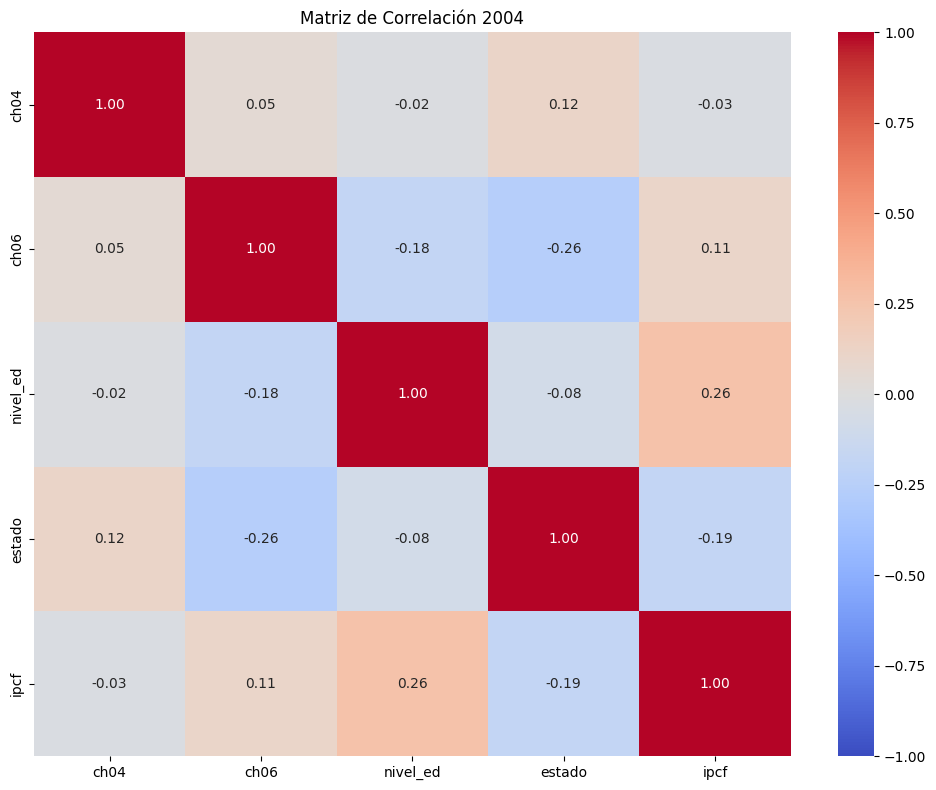 Matriz de Correlación 2004
ch04 1.00 0.05 -0.02 0.12 -0.03
ch06 0.05 1.00 -0.18 -0.26 0.11
nivel_ed -0.02 -0.18 1.00 -0.08 0.26
estado 0.12 -0.26 -0.08 1.00 -0.19
ipcf -0.03 0.11 0.26 -0.19 1.00
ch04 ch06 nivel_ed estado ipcf
1.00
0.75
0.50
0.25
0.00
−0.25
−0.50
−0.75
−1.00